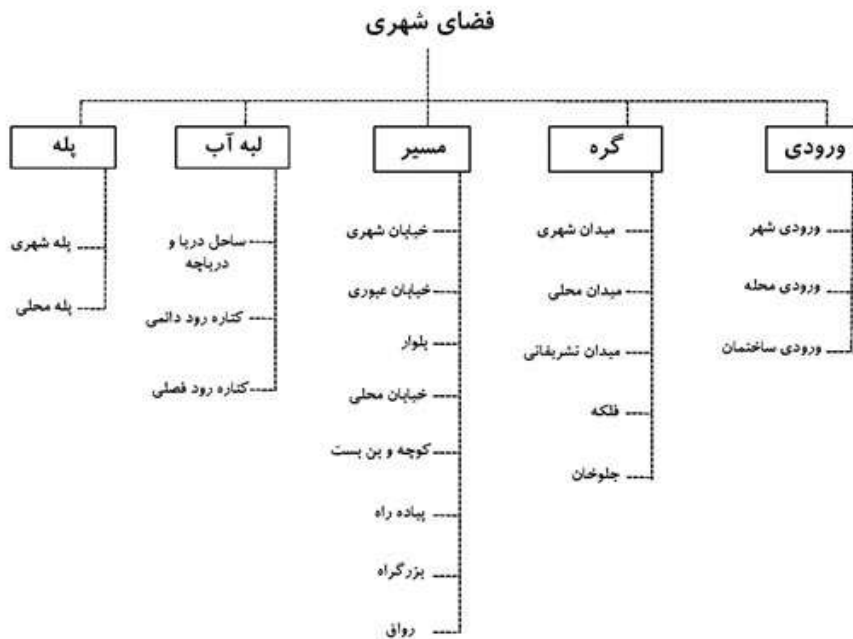 فضای شهری
ورودی
ورودی شهر
ورودی محله
ورودی ساختمان
گره
میدان شهری
میدان محلی
میدان تشریفاتی
فلکه
جلوخان
مسیر
خیابان شهری
خیابان عبوری
بلوار
خیابان محلی
کوچه و بن بست
پیاده راه
بزرگراه
رواق
لبه آب
ساحل دریا و
دریاچه
کناره رود دائمی
کناره رود فصلی
پله
پله شهری
پله محلی